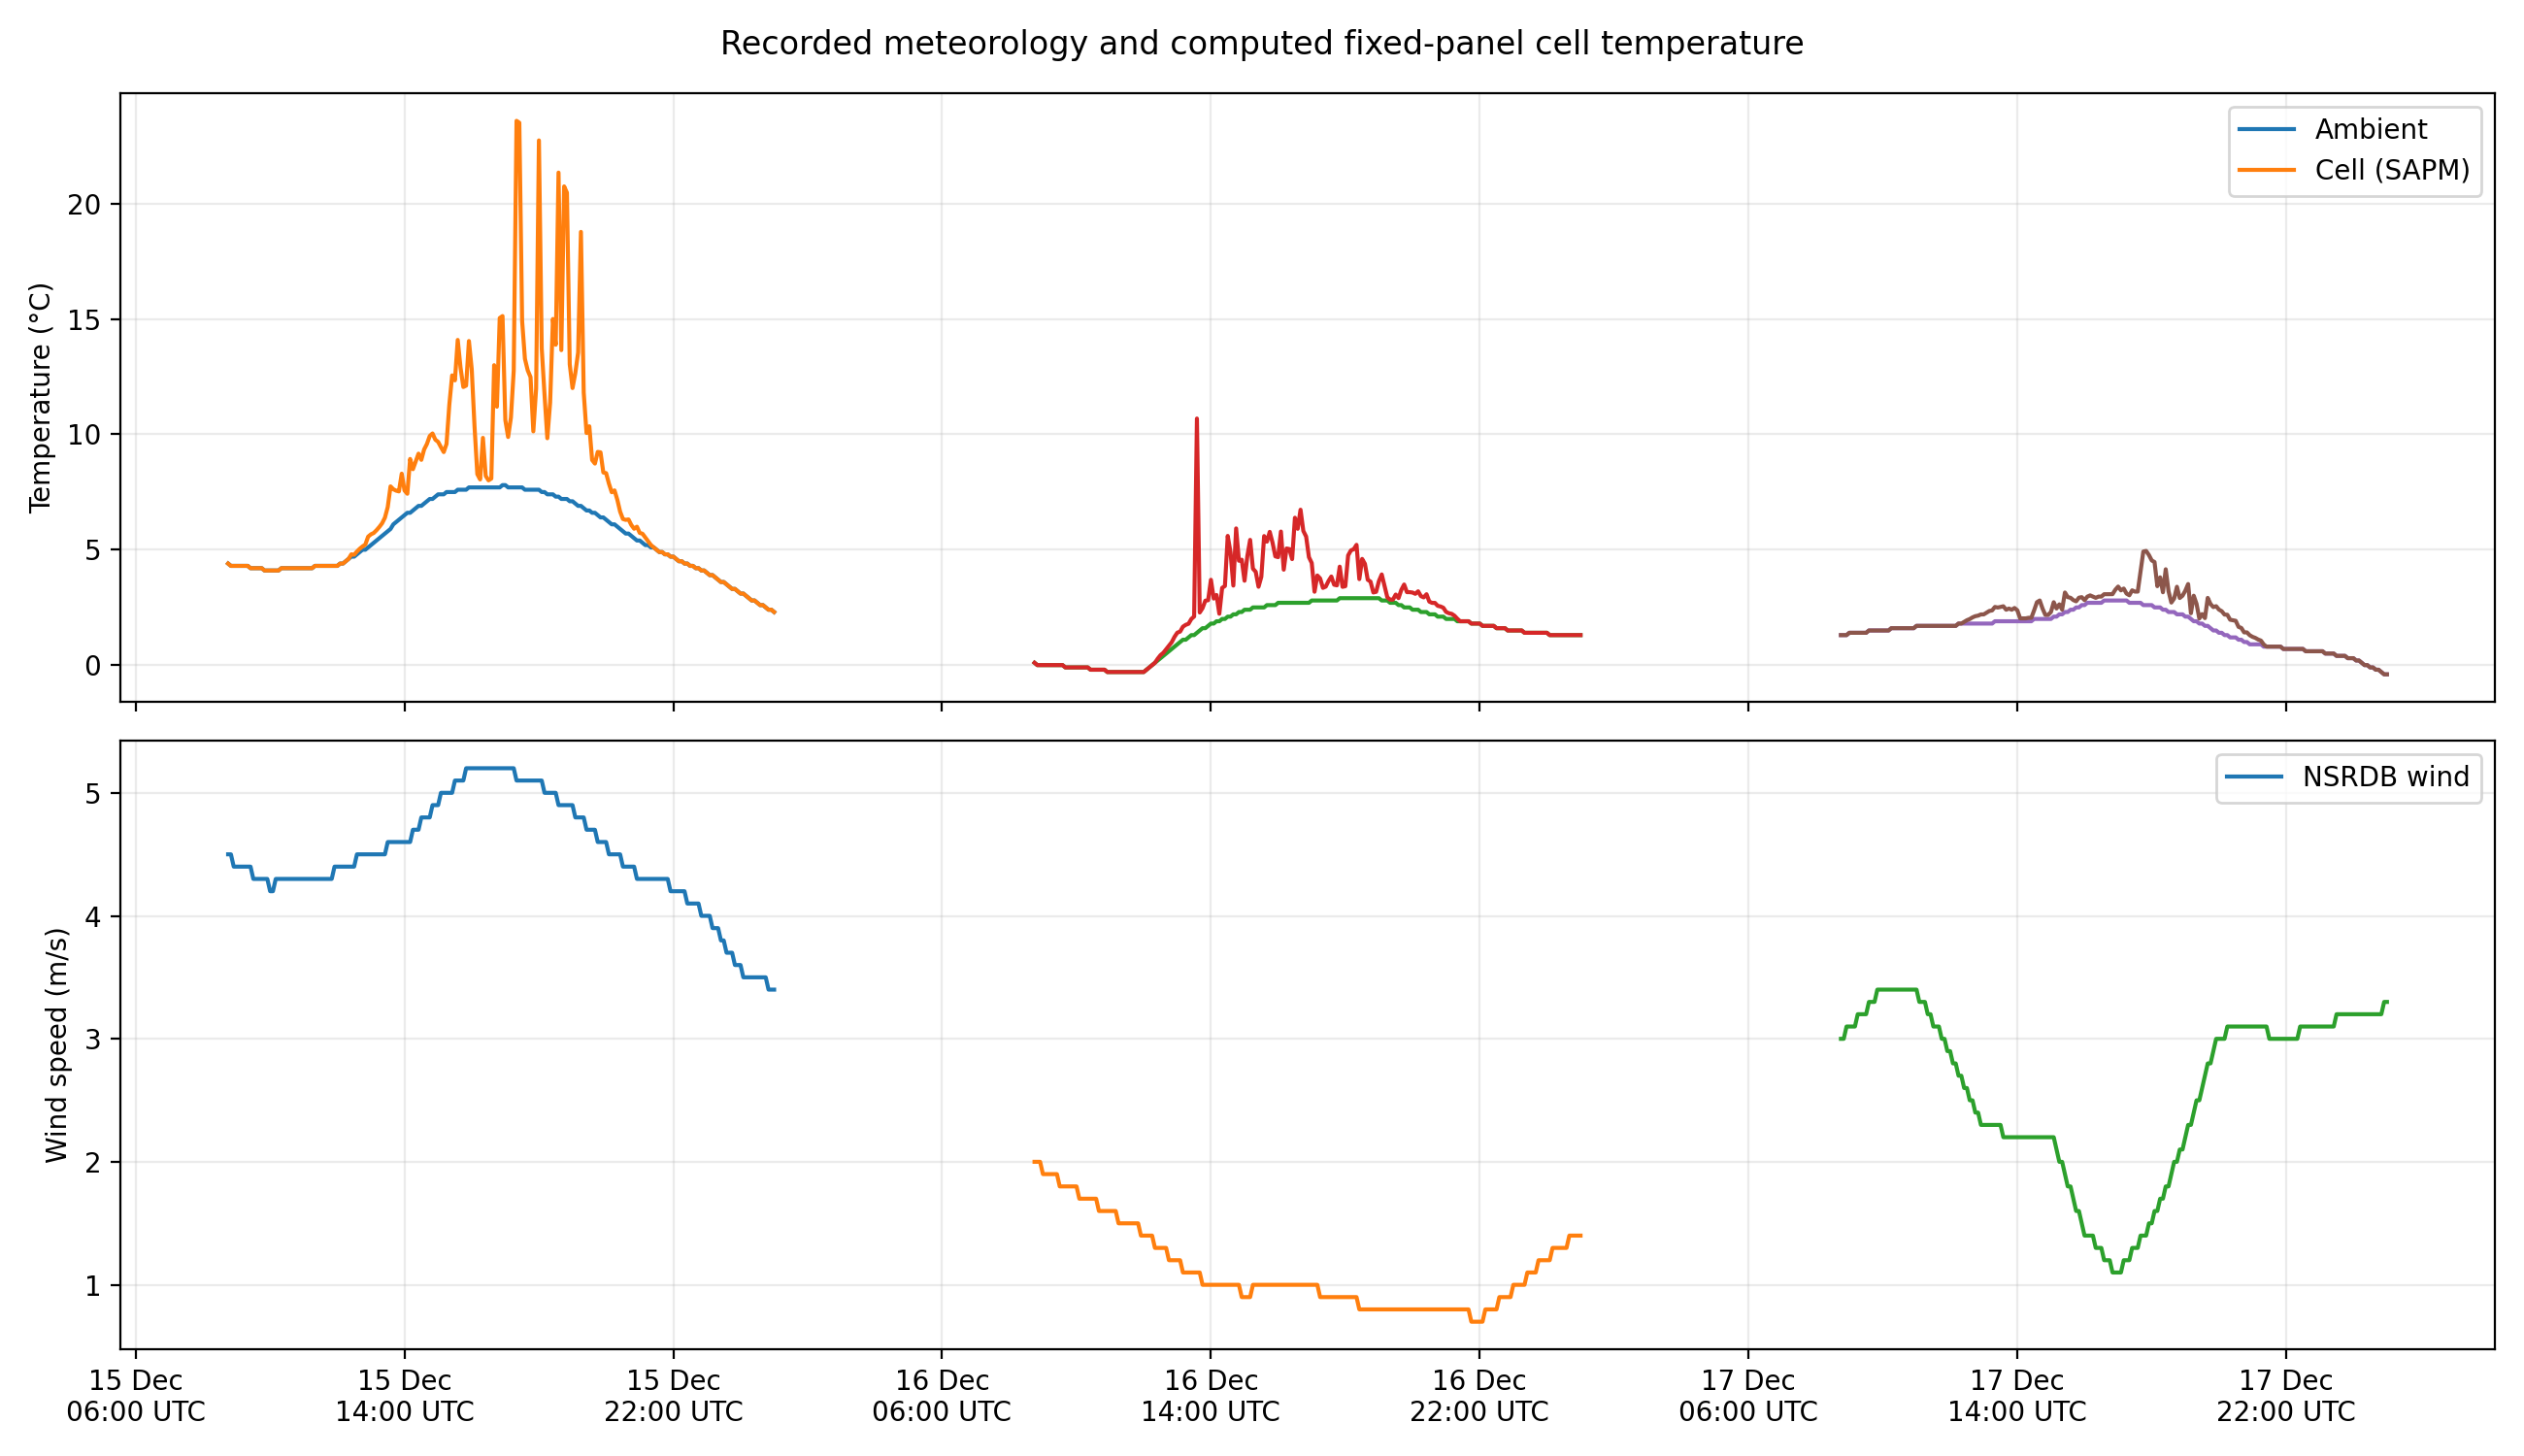 Recorded meteorology and computed fixed-panel cell temperature
Temperature (°C)
20
15
10
5
0
Ambient
Cell (SAPM)
Wind speed (m/s)
5
4
3
2
1
NSRDB wind
15 Dec
06:00 UTC
15 Dec
14:00 UTC
15 Dec
22:00 UTC
16 Dec
06:00 UTC
16 Dec
14:00 UTC
16 Dec
22:00 UTC
17 Dec
06:00 UTC
17 Dec
14:00 UTC
17 Dec
22:00 UTC